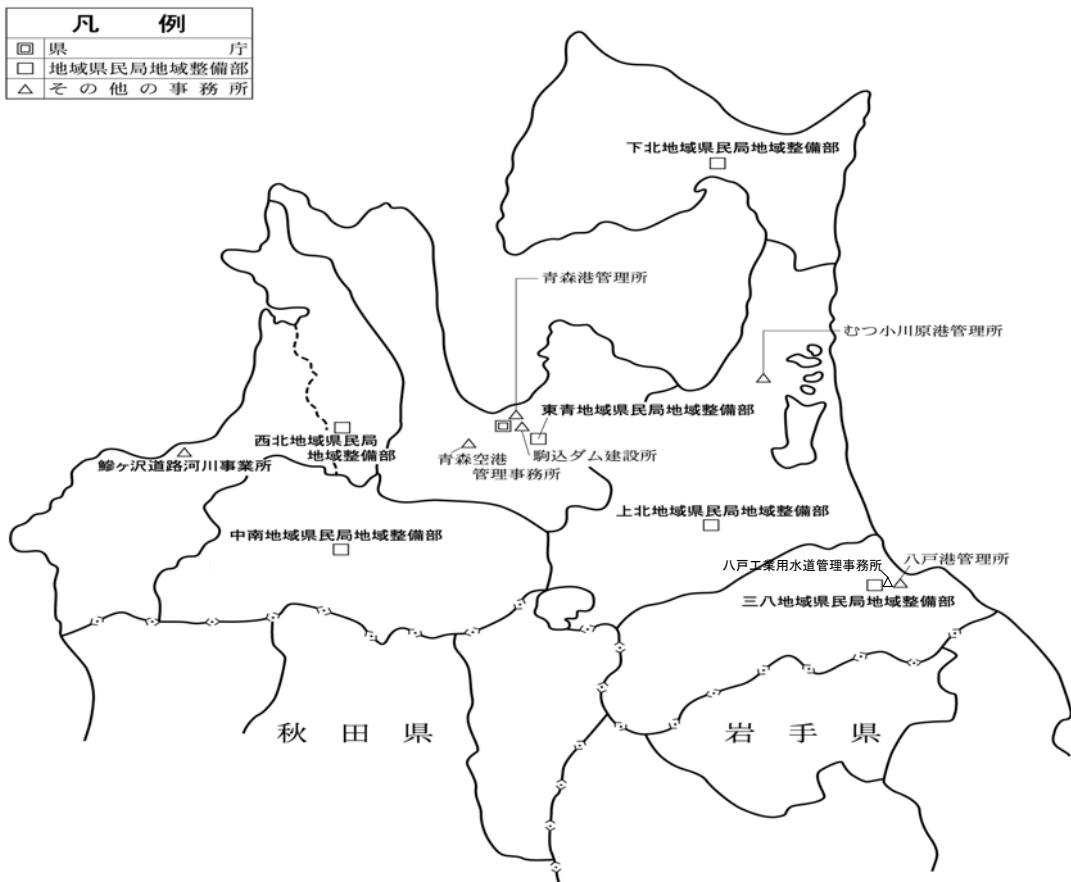 凡例
県庁
地域県民局地域整備部
その他の事務所
下北地域県民局地域整備部
青森港管理所
むつ小川原港管理所
東青地域県民局地域整備部
西北地域県民局
地域整備部
鰺ヶ沢道路河川事業所
青森空港
管理事務所
駒込ダム建設所
上北地域県民局地域整備部
中南地域県民局地域整備部
八戸工業用水道管理事務所
八戸港管理所
三八地域県民局地域整備部
秋田県
岩手県